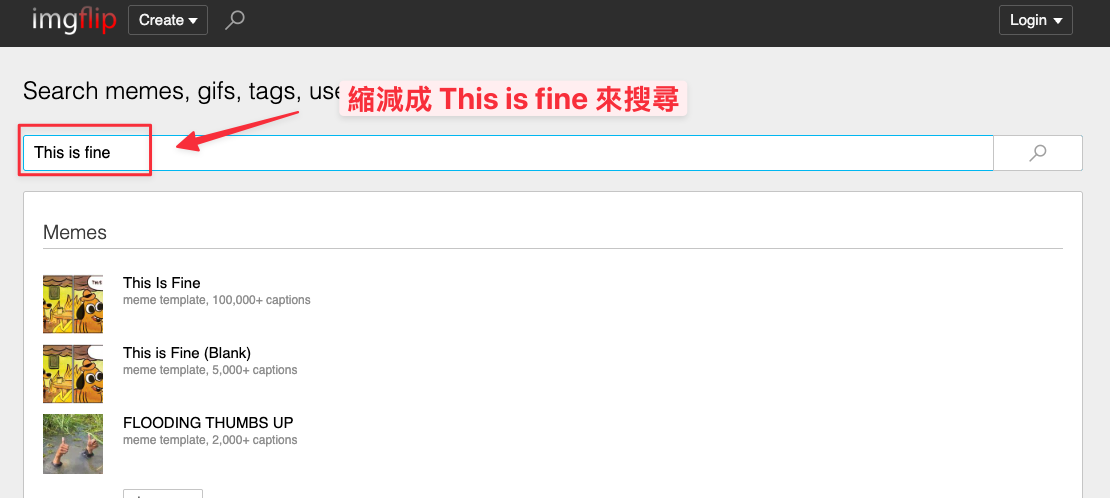 imgflip
Create
Login
Search memes, gifs, tags, use
縮減成 This is fine 來搜尋
This is fine
Memes
This Is Fine
meme template, 100,000+ captions
This is Fine (Blank)
meme template, 5,000+ captions
FLOODING THUMBS UP
meme template, 2,000+ captions